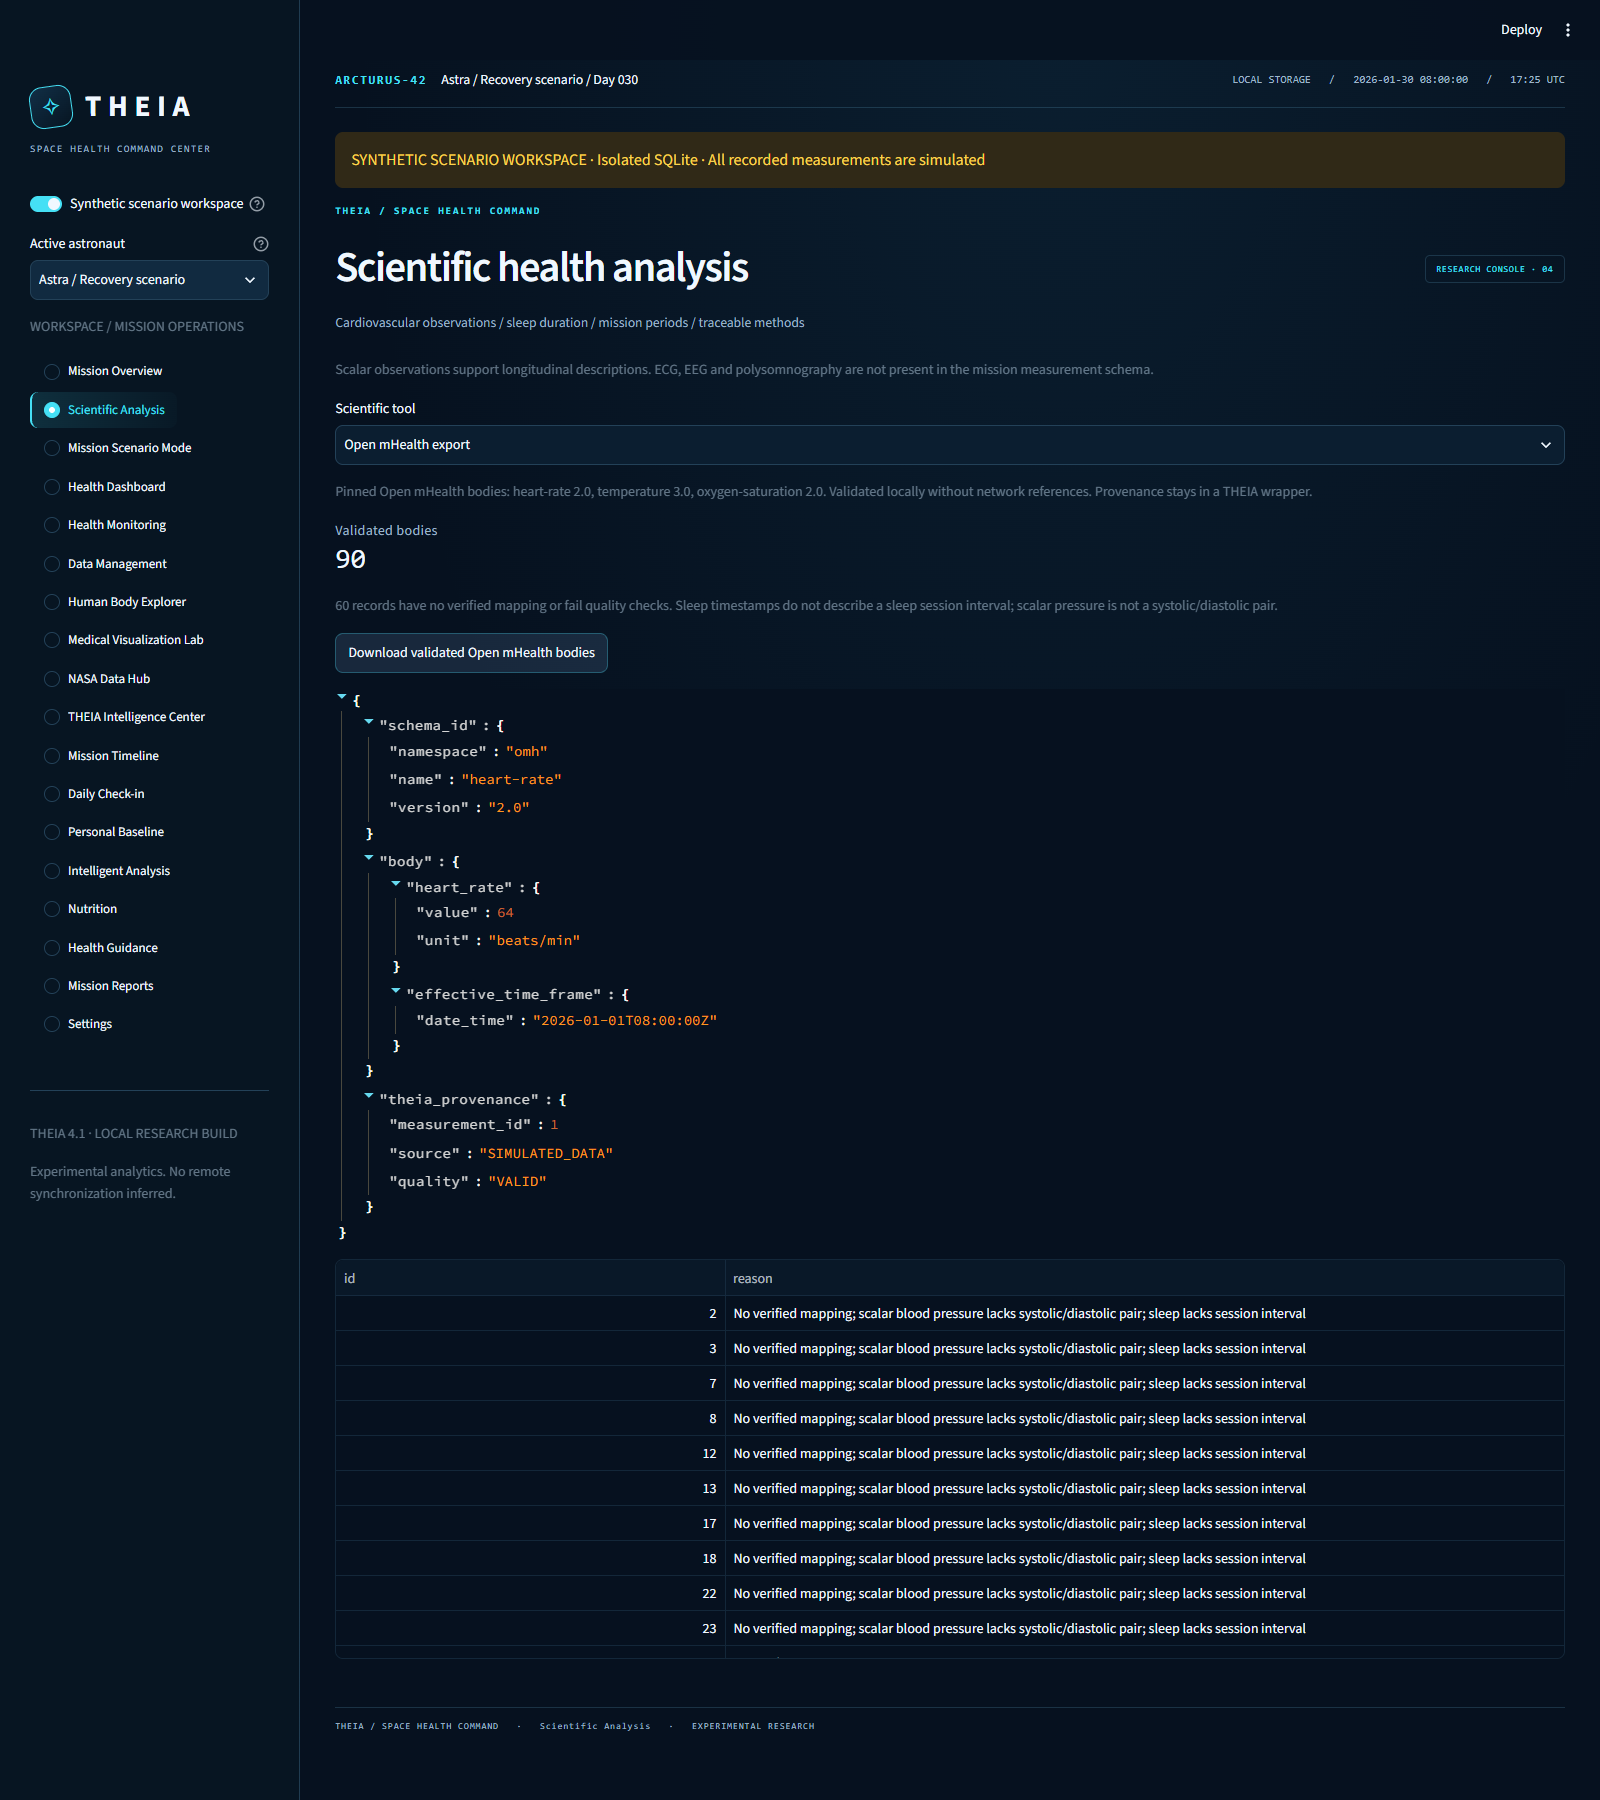 Deploy
THEIA
SPACE HEALTH COMMAND CENTER
Synthetic scenario workspace
Active astronaut
Astra / Recovery scenario
WORKSPACE / MISSION OPERATIONS
Mission Overview
Scientific Analysis
Mission Scenario Mode
Health Dashboard
Health Monitoring
Data Management
Human Body Explorer
Medical Visualization Lab
NASA Data Hub
THEIA Intelligence Center
Mission Timeline
Daily Check-in
Personal Baseline
Intelligent Analysis
Nutrition
Health Guidance
Mission Reports
Settings
THEIA 4.1 · LOCAL RESEARCH BUILD
Experimental analytics. No remote
synchronization inferred.
ARCTURUS-42 Astra / Recovery scenario / Day 030
LOCAL STORAGE / 2026-01-30 08:00:00 / 17:25 UTC
SYNTHETIC SCENARIO WORKSPACE · Isolated SQLite · All recorded measurements are simulated
THEIA / SPACE HEALTH COMMAND
Scientific health analysis
RESEARCH CONSOLE · 04
Cardiovascular observations / sleep duration / mission periods / traceable methods
Scalar observations support longitudinal descriptions. ECG, EEG and polysomnography are not present in the mission measurement schema.
Scientific tool
Open mHealth export
Pinned Open mHealth bodies: heart-rate 2.0, temperature 3.0, oxygen-saturation 2.0. Validated locally without network references. Provenance stays in a THEIA wrapper.
Validated bodies
90
60 records have no verified mapping or fail quality checks. Sleep timestamps do not describe a sleep session interval; scalar pressure is not a systolic/diastolic pair.
Download validated Open mHealth bodies
{
"schema_id" : {
"namespace" : "omh"
"name" : "heart-rate"
"version" : "2.0"
}
"body" : {
"heart_rate" : {
"value" : 64
"unit" : "beats/min"
}
"effective_time_frame" : {
"date_time" : "2026-01-01T08:00:00Z"
}
}
"theia_provenance" : {
"measurement_id" : 1
"source" : "SIMULATED_DATA"
"quality" : "VALID"
}
}
id reason
2 No verified mapping; scalar blood pressure lacks systolic/diastolic pair; sleep lacks session interval
3 No verified mapping; scalar blood pressure lacks systolic/diastolic pair; sleep lacks session interval
7 No verified mapping; scalar blood pressure lacks systolic/diastolic pair; sleep lacks session interval
8 No verified mapping; scalar blood pressure lacks systolic/diastolic pair; sleep lacks session interval
12 No verified mapping; scalar blood pressure lacks systolic/diastolic pair; sleep lacks session interval
13 No verified mapping; scalar blood pressure lacks systolic/diastolic pair; sleep lacks session interval
17 No verified mapping; scalar blood pressure lacks systolic/diastolic pair; sleep lacks session interval
18 No verified mapping; scalar blood pressure lacks systolic/diastolic pair; sleep lacks session interval
22 No verified mapping; scalar blood pressure lacks systolic/diastolic pair; sleep lacks session interval
23 No verified mapping; scalar blood pressure lacks systolic/diastolic pair; sleep lacks session interval
THEIA / SPACE HEALTH COMMAND · Scientific Analysis · EXPERIMENTAL RESEARCH